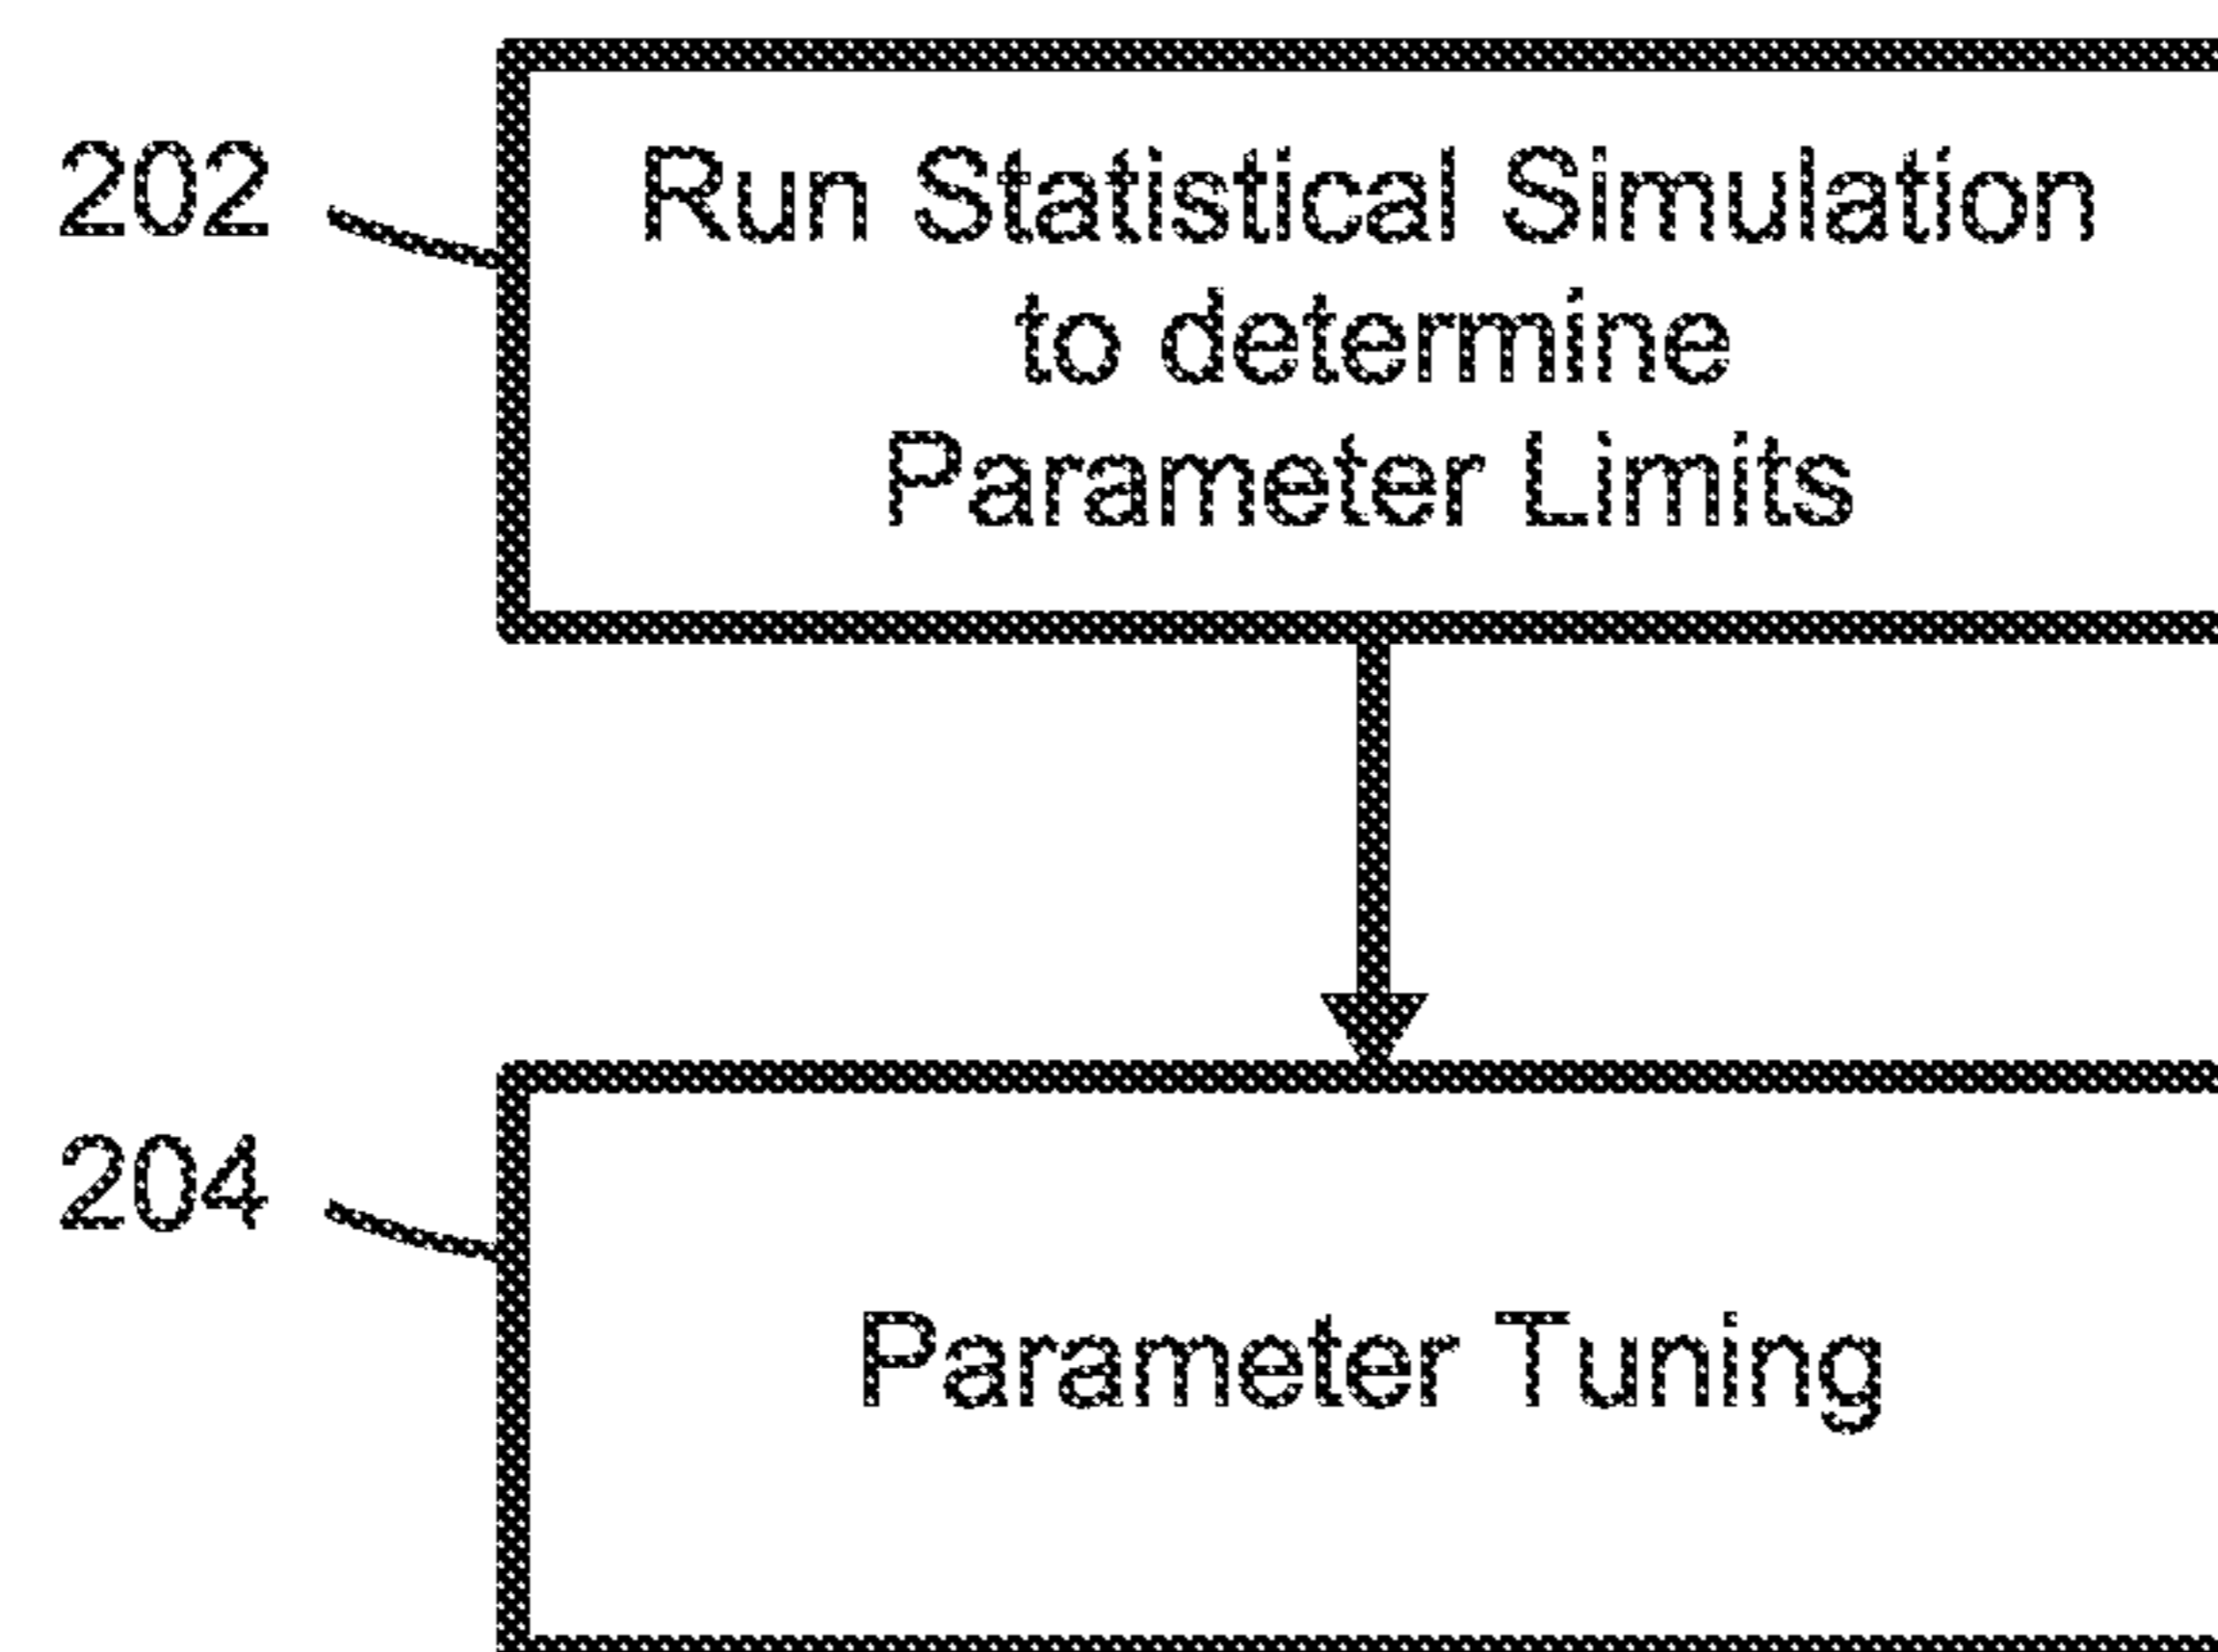 202
Run Statistical Simulation
to determine
Parameter Limits
204
Parameter Tuning